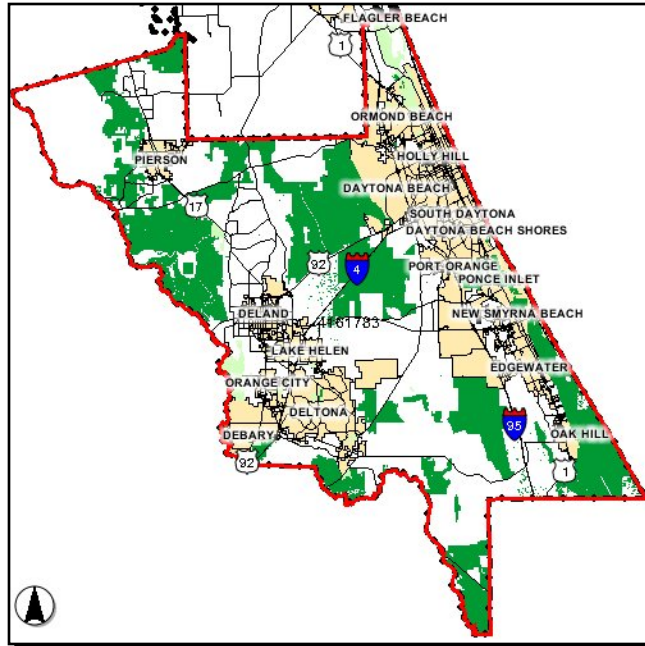 FLAGLER BEACH
1
ORMOND BEACH
HOLLY HILL
PIERSON
DAYTONA BEACH
17
SOUTH DAYTONA
DAYTONA BEACH SHORES
92
4
PORT ORANGE
PONCE INLET
DELAND
NEW SMYRNA BEACH
4161783
LAKE HELEN
EDGEWATER
ORANGE CITY
DELTONA
95
DEBARY
OAK HILL
92
1